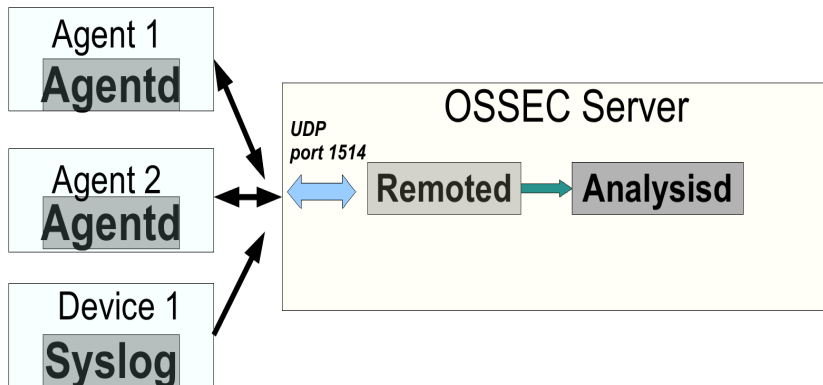 Agent 1
Agentd
Agent 2
Agentd
Device 1
Syslog
OSSEC Server
UDP
port 1514
Remoted
Analysisd